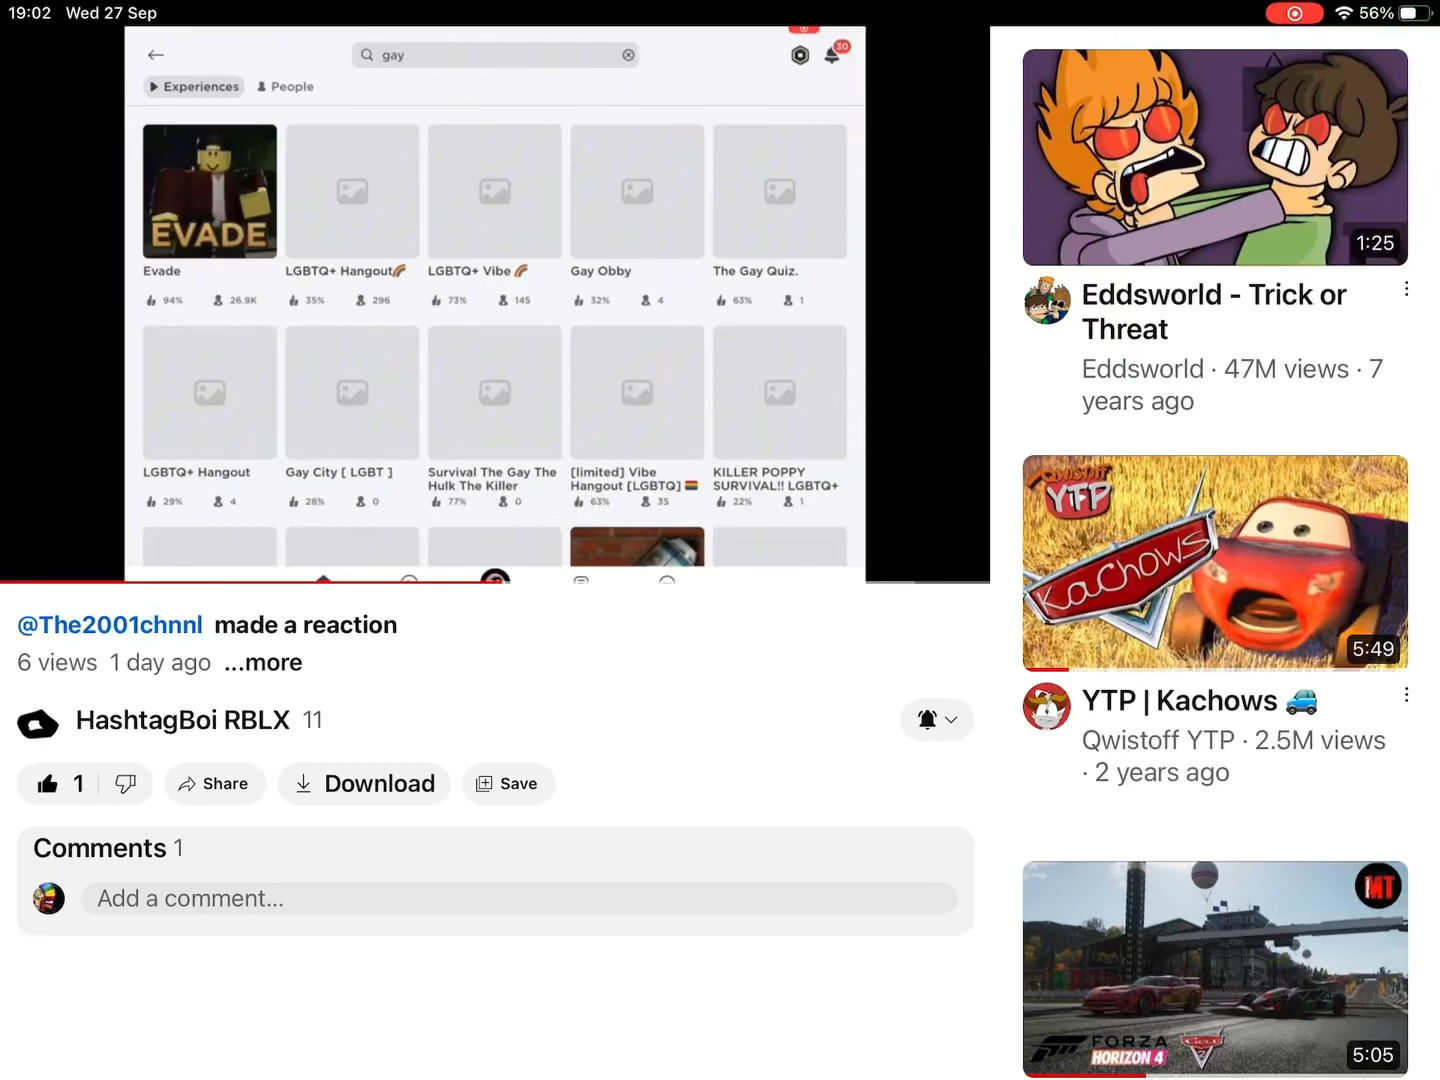 19:02 Wed 27 Sep
56%
gay
30
Experiences People
EVADE
Evade
LGBTQ+ Hangout🌈
LGBTQ+ Vibe 🌈
Gay Obby
The Gay Quiz.
94% 26.9K
35% 296
73% 145
32% 4
63% 1
LGBTQ+ Hangout
Gay City [ LGBT ]
Survival The Gay The
Hulk The Killer
[limited] Vibe
Hangout [LGBTQ] 🏳️‍🌈
KILLER POPPY
SURVIVAL!! LGBTQ+
29% 4
28% 0
77% 0
63% 35
22% 1
@The2001chnnl made a reaction
6 views 1 day ago ...more
HashtagBoi RBLX 11
1 Share Download Save
Comments 1
Add a comment...
1:25
Eddsworld - Trick or
Threat
Eddsworld · 47M views · 7
years ago
Qwistoff
YTP
KACHOWS
5:49
YTP | Kachows 🚙
Qwistoff YTP · 2.5M views
· 2 years ago
MT
FORZA
HORIZON 4
Cars
2
5:05